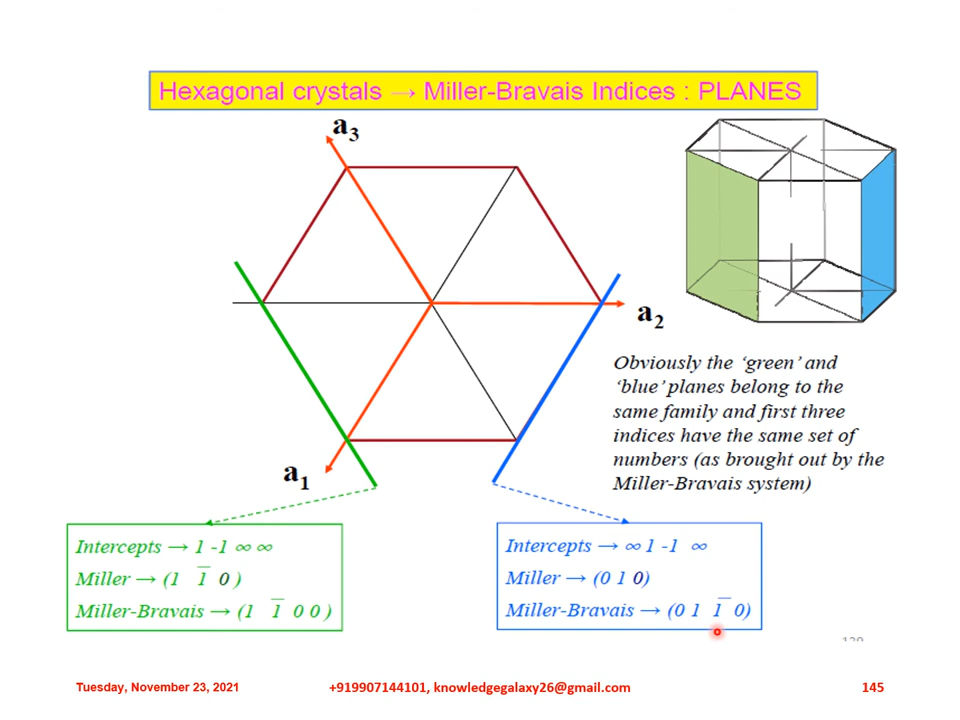 Hexagonal crystals → Miller-Bravais Indices : PLANES
a3
a2
a1
Obviously the ‘green’ and
‘blue’ planes belong to the
same family and first three
indices have the same set of
numbers (as brought out by the
Miller-Bravais system)
Intercepts → 1 -1 ∞ ∞
Miller → (1 1̅ 0 )
Miller-Bravais → (1 1̅ 0 0 )
Intercepts → ∞ 1 -1 ∞
Miller → (0 1 0)
Miller-Bravais → (0 1 1̅ 0)
Tuesday, November 23, 2021
+919907144101, knowledgegalaxy26@gmail.com
145